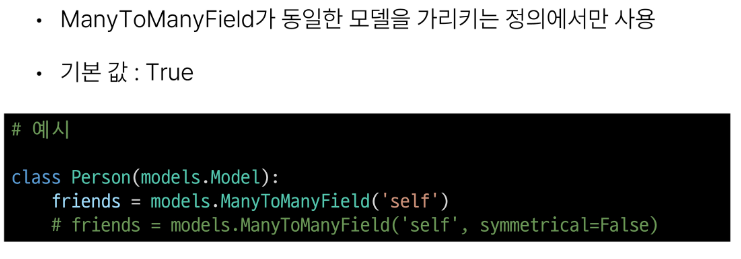 • ManyToManyField가 동일한 모델을 가리키는 정의에서만 사용
• 기본 값 : True
# 예시
class Person(models.Model):
    friends = models.ManyToManyField('self')
    # friends = models.ManyToManyField('self', symmetrical=False)